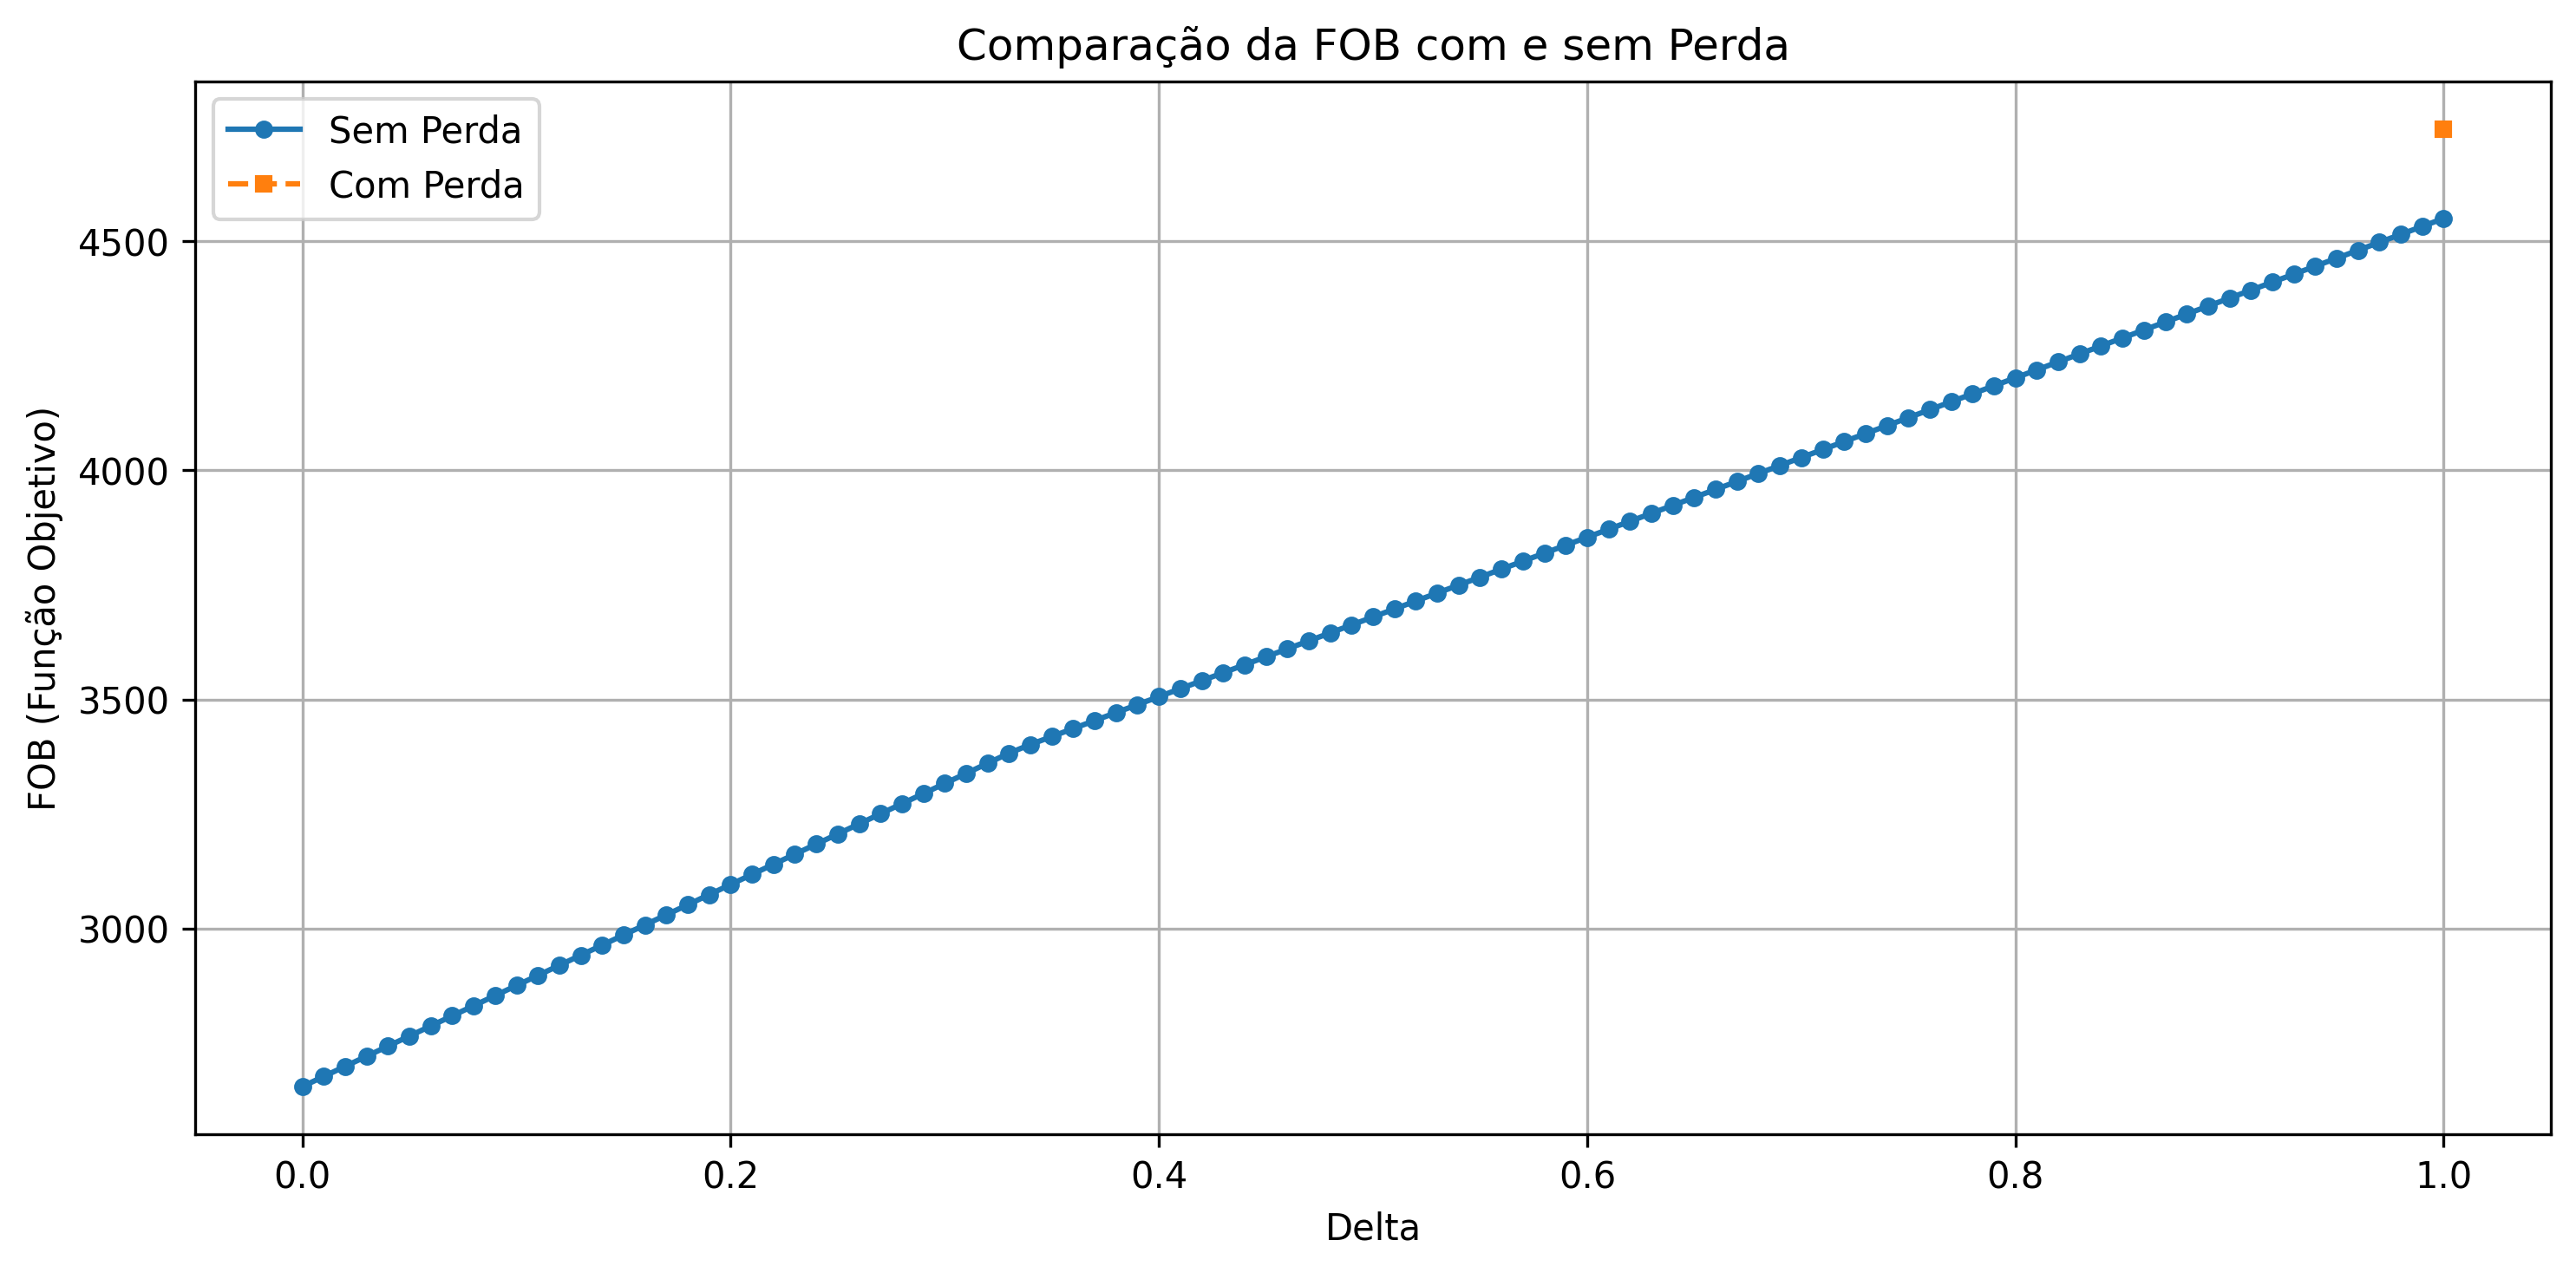 Comparação da FOB com e sem Perda
Sem Perda
Com Perda
FOB (Função Objetivo)
4500
4000
3500
3000
0.0 0.2 0.4 0.6 0.8 1.0
Delta